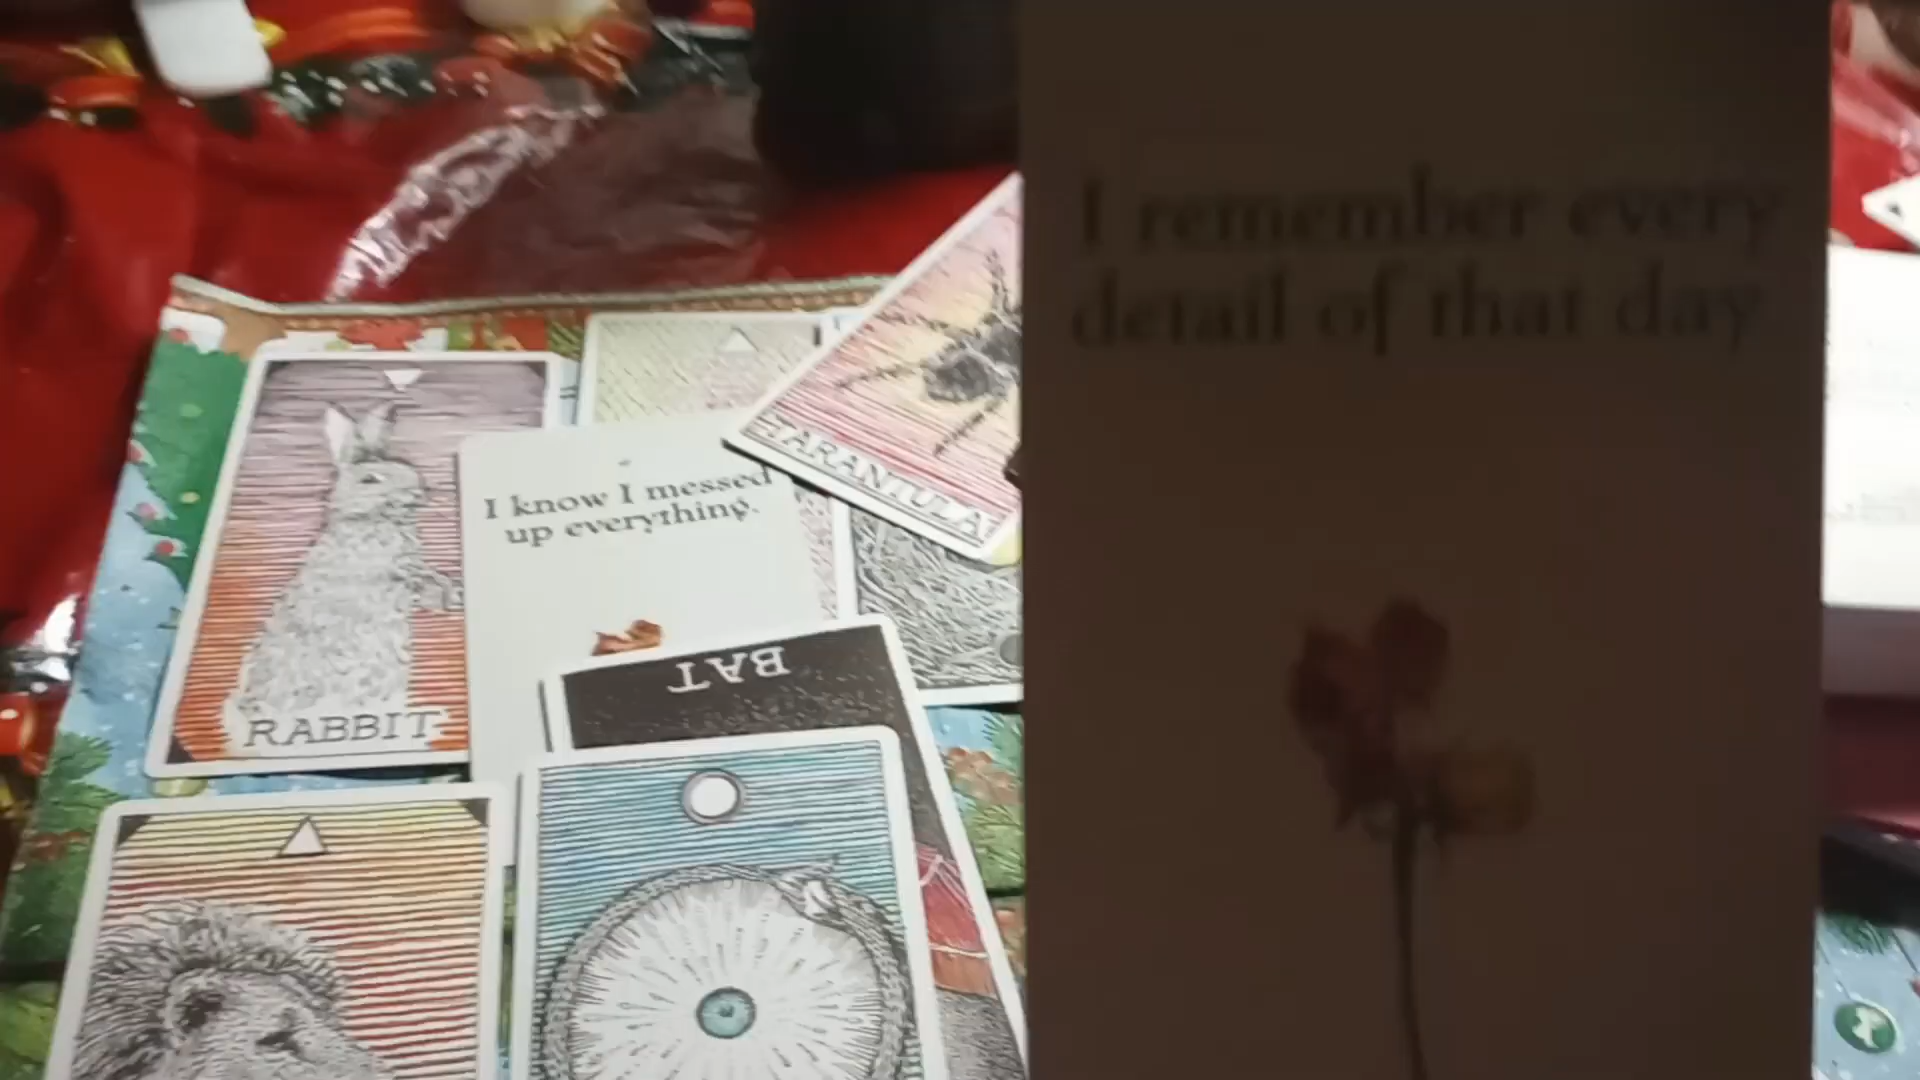 I remember every
detail of that day
TARANTULA
I know I messed
up everything.
BAT
RABBIT